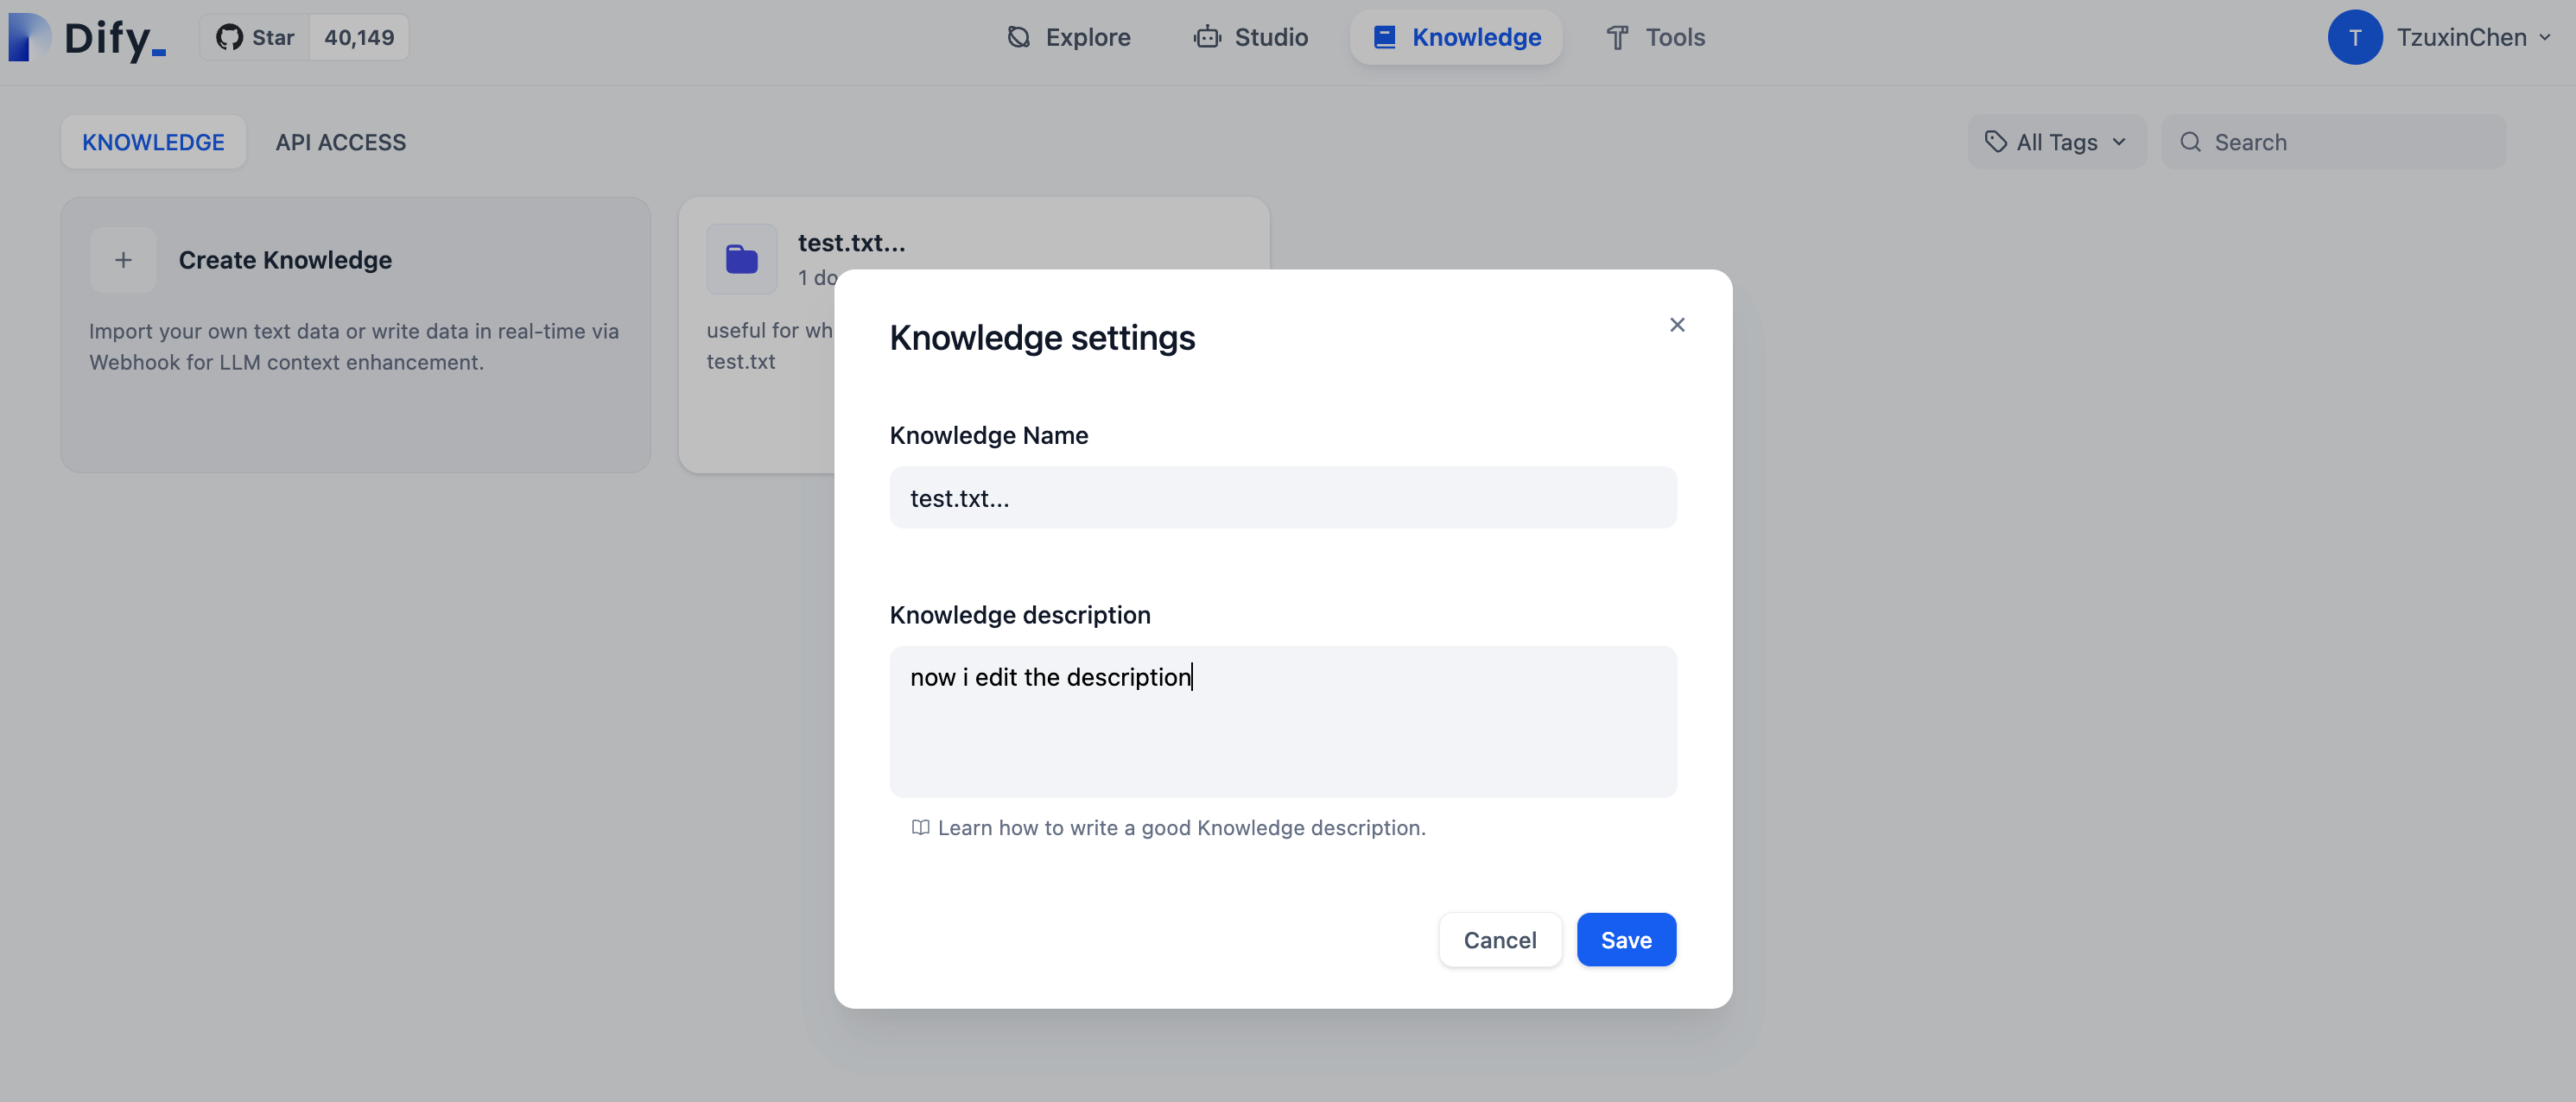 Dify_
Star 40,149
Explore
Studio
Knowledge
Tools
T TzuxinChen
KNOWLEDGE
API ACCESS
All Tags
Search
Create Knowledge
Import your own text data or write data in real-time via
Webhook for LLM context enhancement.
test.txt...
1 do
useful for wh
test.txt
Knowledge settings
Knowledge Name
test.txt...
Knowledge description
now i edit the description
Learn how to write a good Knowledge description.
Cancel
Save